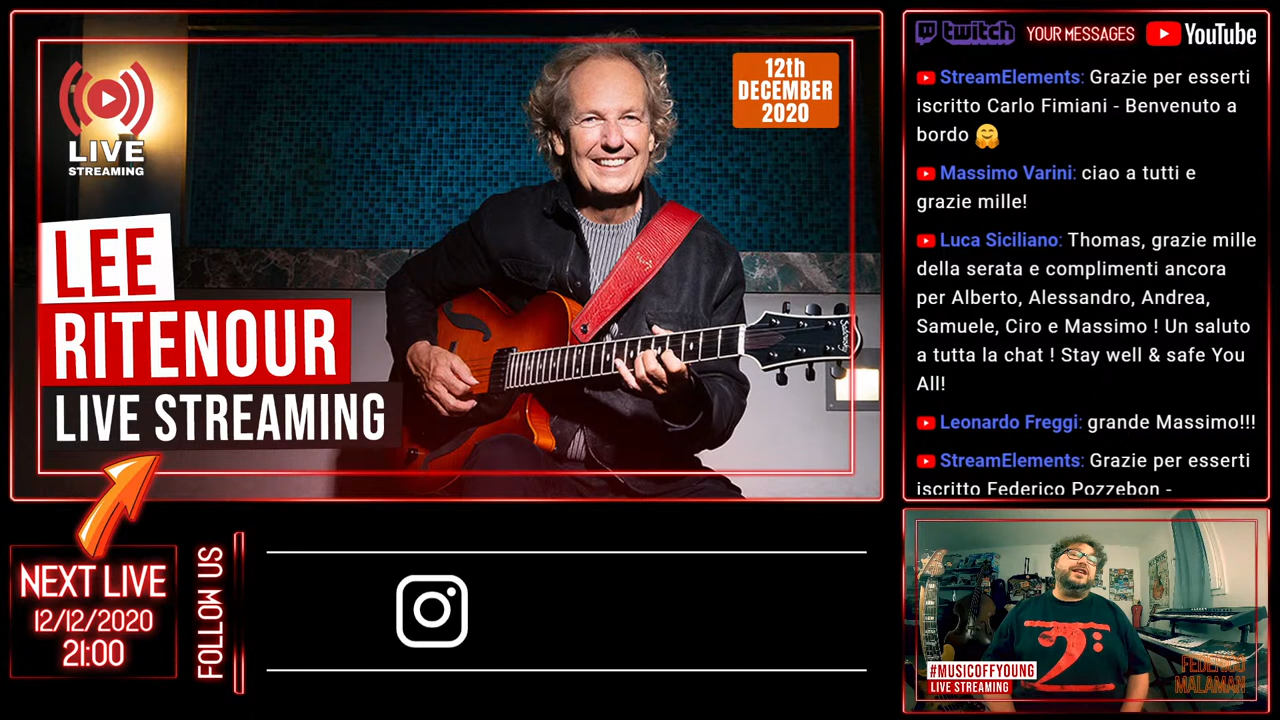 LIVE
STREAMING
12th
DECEMBER
2020
LEE
RITENOUR
LIVE STREAMING
NEXT LIVE
12/12/2020
21:00
FOLLOW US
twitch YOUR MESSAGES YouTube
StreamElements: Grazie per esserti
iscritto Carlo Fimiani - Benvenuto a
bordo 🤗
Massimo Varini: ciao a tutti e
grazie mille!
Luca Siciliano: Thomas, grazie mille
della serata e complimenti ancora
per Alberto, Alessandro, Andrea,
Samuele, Ciro e Massimo ! Un saluto
a tutta la chat ! Stay well & safe You
All!
Leonardo Freggi: grande Massimo!!!
StreamElements: Grazie per esserti
iscritto Federico Pozzebon -
#MUSICOFFYOUNG
LIVE STREAMING
FEDERICO
MALAMAN